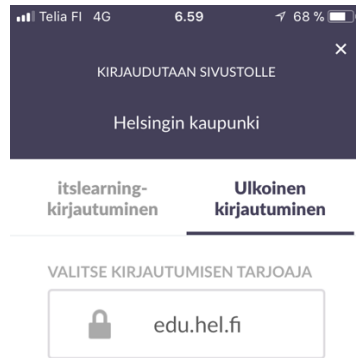 Telia FI 4G 6.59 68 %
KIRJAUDUTAAN SIVUSTOLLE
Helsingin kaupunki
itslearning-
kirjautuminen
Ulkoinen
kirjautuminen
VALITSE KIRJAUTUMISEN TARJOAJA
edu.hel.fi